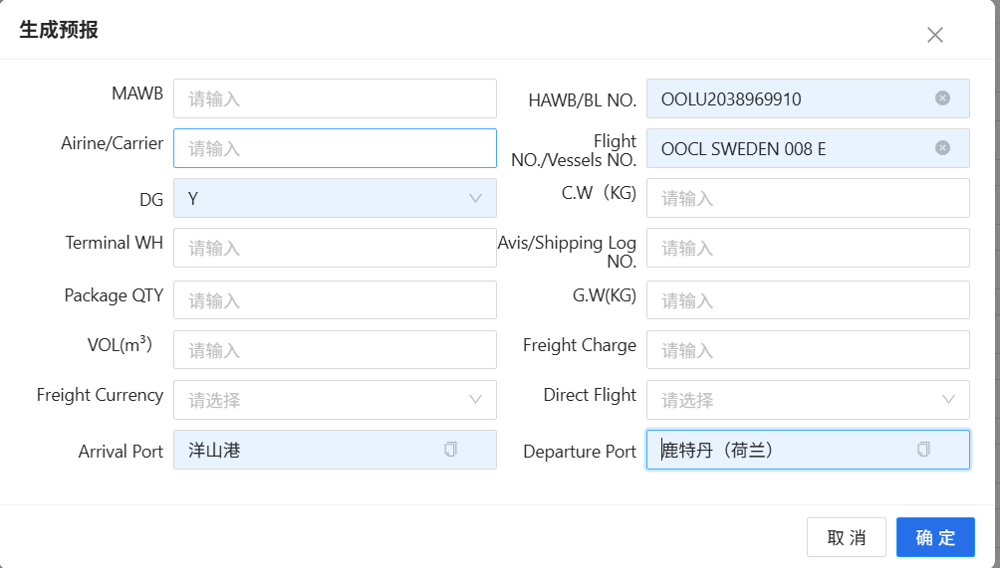 生成预报
MAWB 请输入 HAWB/BL NO. OOLU2038969910
Airine/Carrier 请输入 Flight NO./Vessels NO. OOCL SWEDEN 008 E
DG Y C.W（KG) 请输入
Terminal WH 请输入 Avis/Shipping Log NO. 请输入
Package QTY 请输入 G.W(KG) 请输入
VOL(m³) 请输入 Freight Charge 请输入
Freight Currency 请选择 Direct Flight 请选择
Arrival Port 洋山港 Departure Port 鹿特丹（荷兰）
取 消 确 定